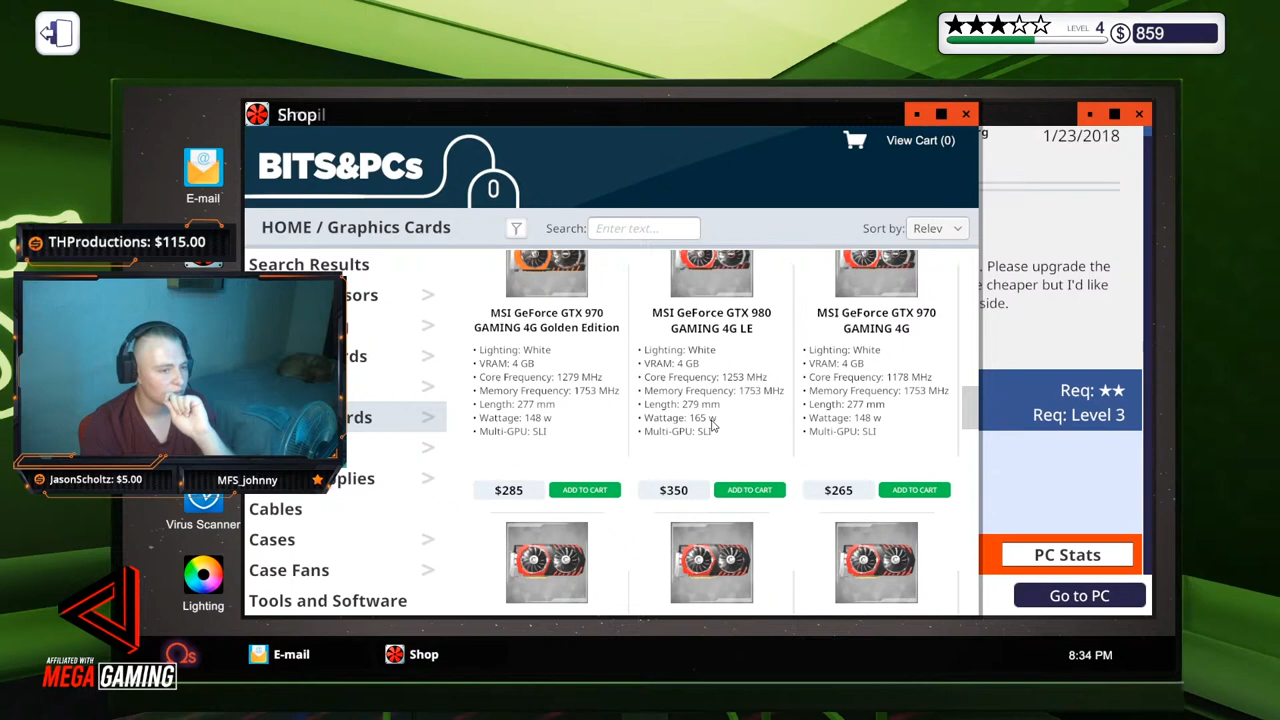 LEVEL 4
$ 859
Shop
BITS&PCs
0
View Cart (0)
1/23/2018
HOME / Graphics Cards
Search: Enter text...
Sort by: Relev
Search Results
sors >
>
rds >
>
rds >
>
pplies >
Cables
Cases >
Case Fans >
Tools and Software
MSI GeForce GTX 970
GAMING 4G Golden Edition
• Lighting: White
• VRAM: 4 GB
• Core Frequency: 1279 MHz
• Memory Frequency: 1753 MHz
• Length: 277 mm
• Wattage: 148 w
• Multi-GPU: SLI
$285 ADD TO CART
MSI GeForce GTX 980
GAMING 4G LE
• Lighting: White
• VRAM: 4 GB
• Core Frequency: 1253 MHz
• Memory Frequency: 1753 MHz
• Length: 279 mm
• Wattage: 165 w
• Multi-GPU: SLI
$350 ADD TO CART
MSI GeForce GTX 970
GAMING 4G
• Lighting: White
• VRAM: 4 GB
• Core Frequency: 1178 MHz
• Memory Frequency: 1753 MHz
• Length: 277 mm
• Wattage: 148 w
• Multi-GPU: SLI
$265 ADD TO CART
. Please upgrade the
e cheaper but I'd like
side.
Req: ★★
Req: Level 3
PC Stats
Go to PC
E-mail
THProductions: $115.00
JasonScholtz: $5.00
MFS_johnny
Virus Scanner
Lighting
AFFILIATED WITH
MEGA GAMING
Os
E-mail
Shop
8:34 PM